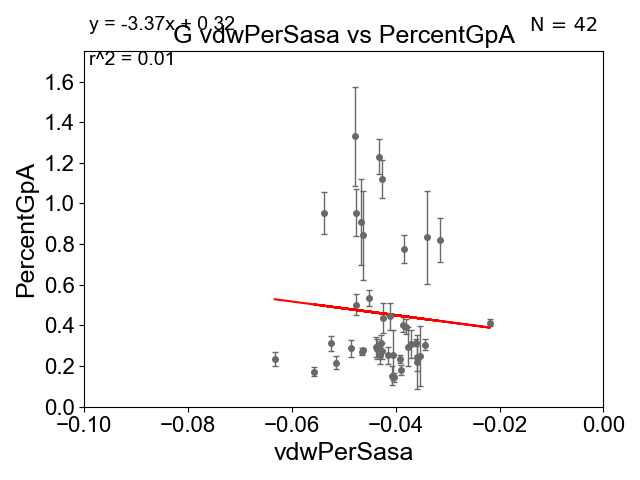 y = -3.37x + 0.32
N = 42
G vdwPerSasa vs PercentGpA
r^2 = 0.01
1.6
1.4
1.2
1.0
0.8
0.6
0.4
0.2
0.0
PercentGpA
−0.10
−0.08
−0.06
−0.04
−0.02
0.00
vdwPerSasa